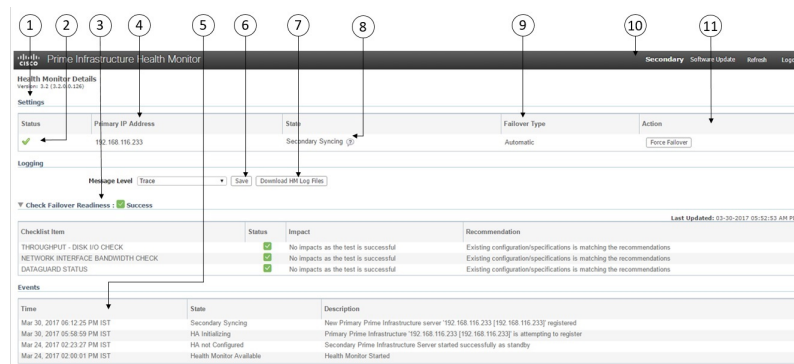 1 2 3 4 5 6 7 8 9 10 11
cisco Prime Infrastructure Health Monitor Secondary Software Update Refresh Logo
Health Monitor Details
Version: 3.2 (3.2.0.0.126)
Settings
Status Primary IP Address State Failover Type Action
192.168.116.233 Secondary Syncing ? Automatic Force Failover
Logging
Message Level Trace Save Download HM Log Files
Check Failover Readiness : Success
Last Updated: 03-30-2017 05:52:53 AM
Checklist Item Status Impact Recommendation
THROUGHPUT - DISK I/O CHECK No impacts as the test is successful Existing configuration/specifications is matching the recommendations
NETWORK INTERFACE BANDWIDTH CHECK No impacts as the test is successful Existing configuration/specifications is matching the recommendations
DATAGUARD STATUS No impacts as the test is successful Existing configuration/specifications is matching the recommendations
Events
Time State Description
Mar 30, 2017 06:12:25 PM IST Secondary Syncing New Primary Prime Infrastructure server '192.168.116.233 [192.168.116.233]' registered
Mar 30, 2017 05:58:59 PM IST HA Initializing Primary Prime Infrastructure '192.168.116.233 [192.168.116.233]' is attempting to register
Mar 24, 2017 02:23:27 PM IST HA not Configured Secondary Prime Infrastructure Server started successfully as standby
Mar 24, 2017 02:00:01 PM IST Health Monitor Available Health Monitor Started